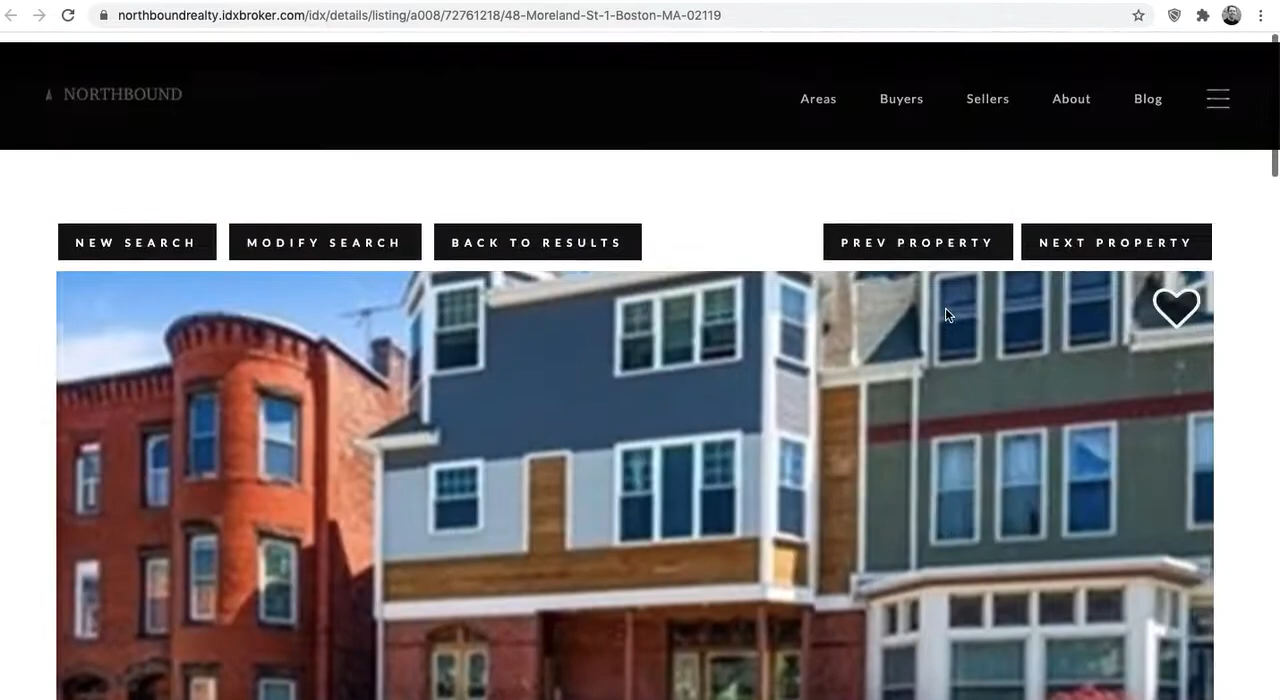 northboundrealty.idxbroker.com/idx/details/listing/a008/72761218/48-Moreland-St-1-Boston-MA-02119
NORTHBOUND
Areas Buyers Sellers About Blog
NEW SEARCH MODIFY SEARCH BACK TO RESULTS PREV PROPERTY NEXT PROPERTY